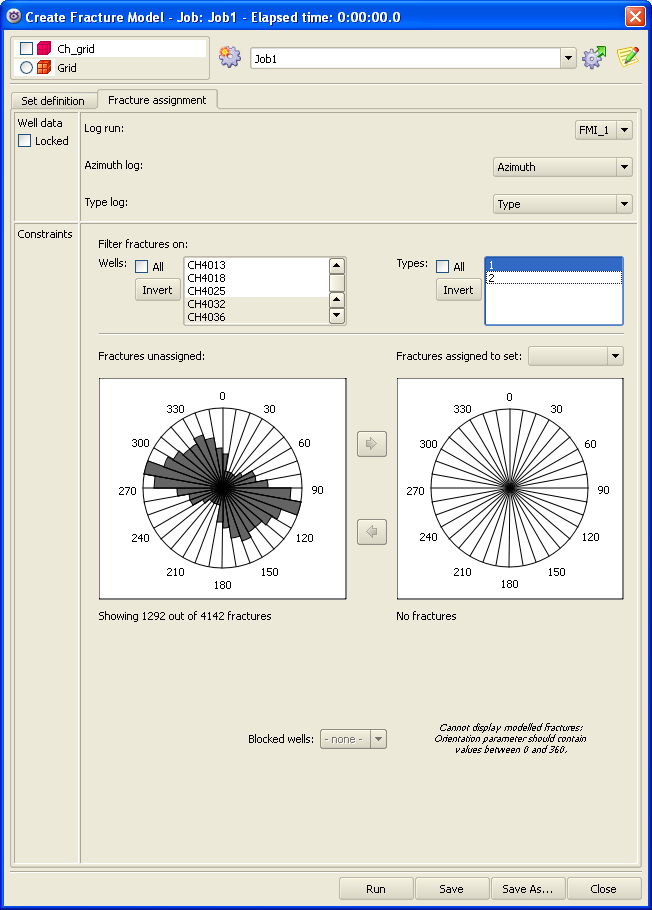 Create Fracture Model - Job: Job1 - Elapsed time: 0:00:00.0
Ch_grid
Grid
Job1
Set definition
Fracture assignment
Well data
Locked
Log run:
FMI_1
Azimuth log:
Azimuth
Type log:
Type
Constraints
Filter fractures on:
Wells:
All
Invert
CH4013
CH4018
CH4025
CH4032
CH4036
Types:
All
Invert
1
2
Fractures unassigned:
0
30
60
90
120
150
180
210
240
270
300
330
Showing 1292 out of 4142 fractures
Fractures assigned to set:
0
30
60
90
120
150
180
210
240
270
300
330
No fractures
Blocked wells:
- none -
Cannot display modelled fractures:
Orientation parameter should contain
values between 0 and 360.
Run
Save
Save As...
Close